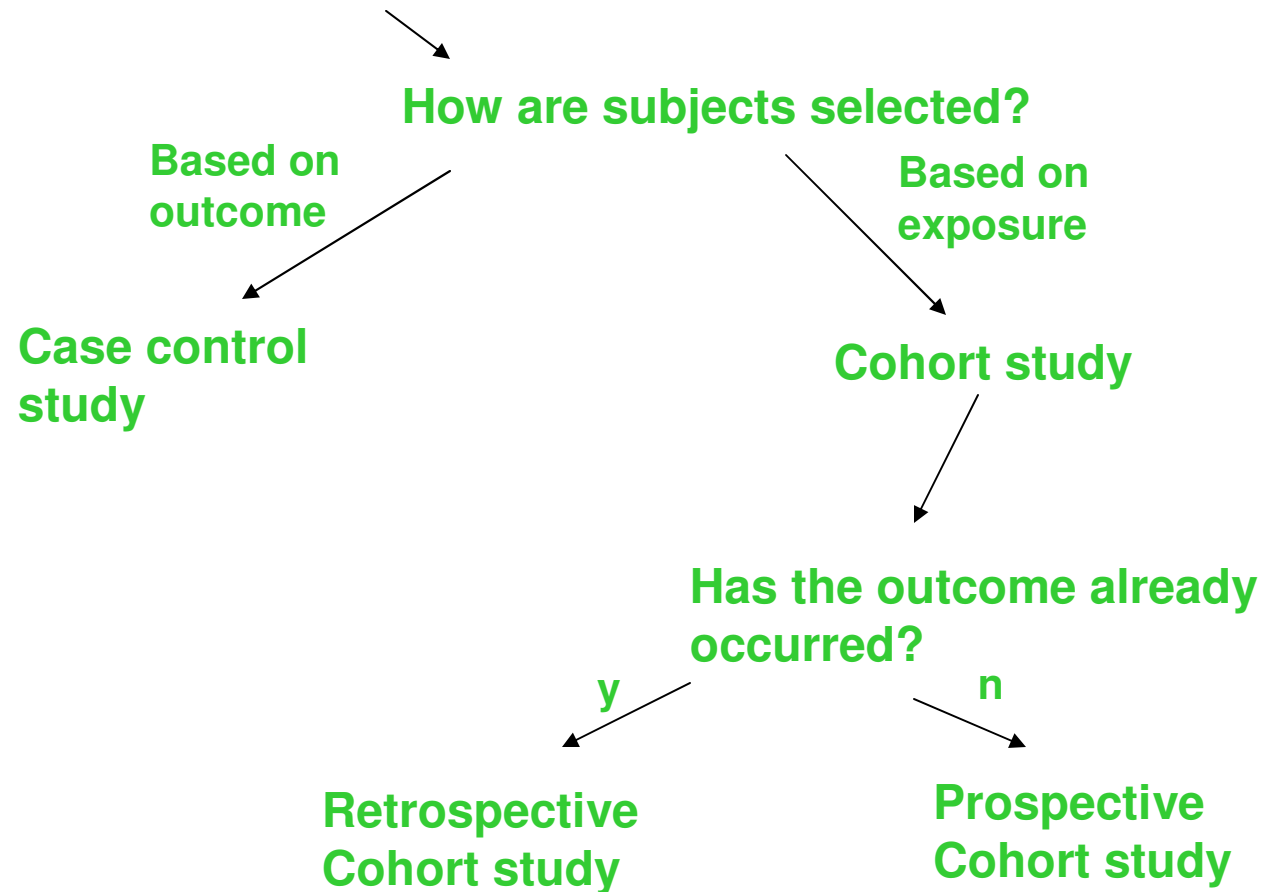 How are subjects selected?
Based on
outcome
Based on
exposure
Case control
study
Cohort study
Has the outcome already
occurred?
y
n
Retrospective
Cohort study
Prospective
Cohort study